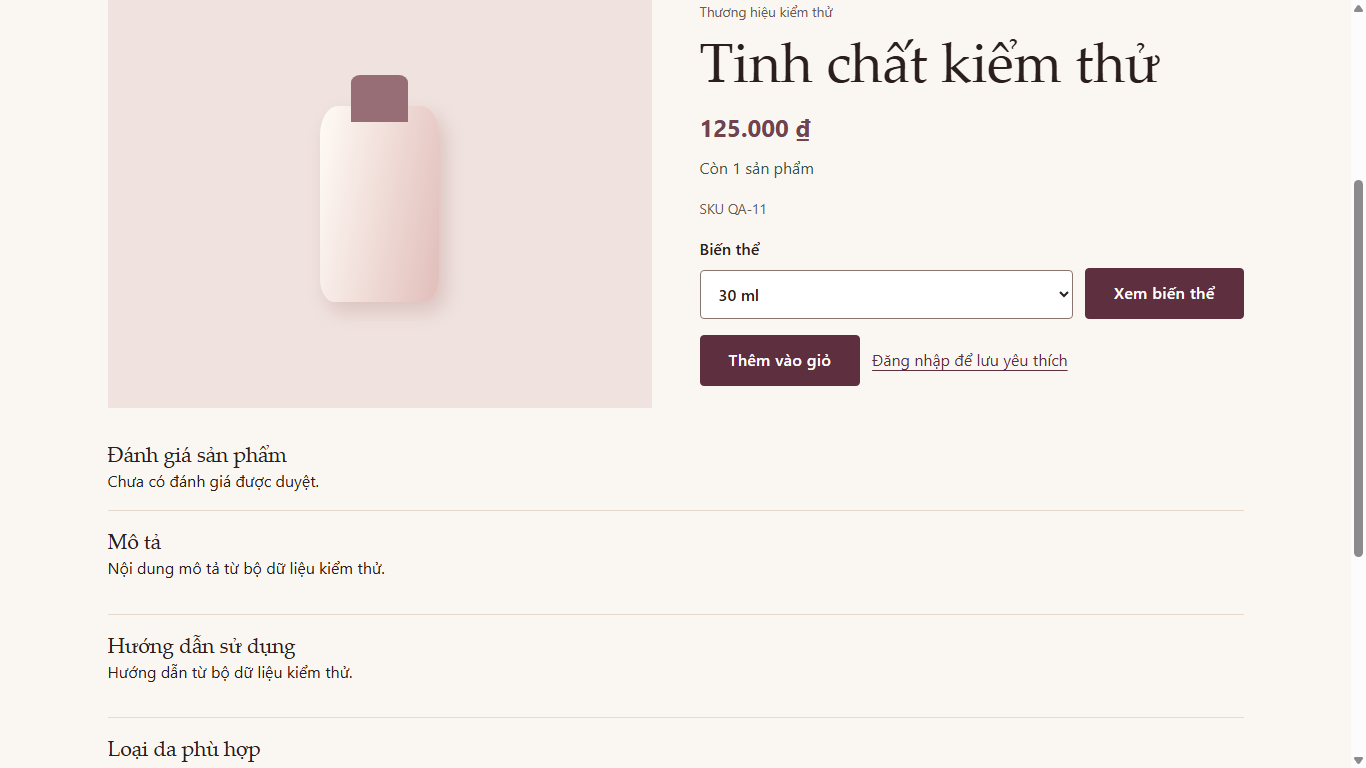 Thương hiệu kiểm thử
Tinh chất kiểm thử
125.000 ₫
Còn 1 sản phẩm
SKU QA-11
Biến thể
30 ml
Xem biến thể
Thêm vào giỏ
Đăng nhập để lưu yêu thích
Đánh giá sản phẩm
Chưa có đánh giá được duyệt.
Mô tả
Nội dung mô tả từ bộ dữ liệu kiểm thử.
Hướng dẫn sử dụng
Hướng dẫn từ bộ dữ liệu kiểm thử.
Loại da phù hợp